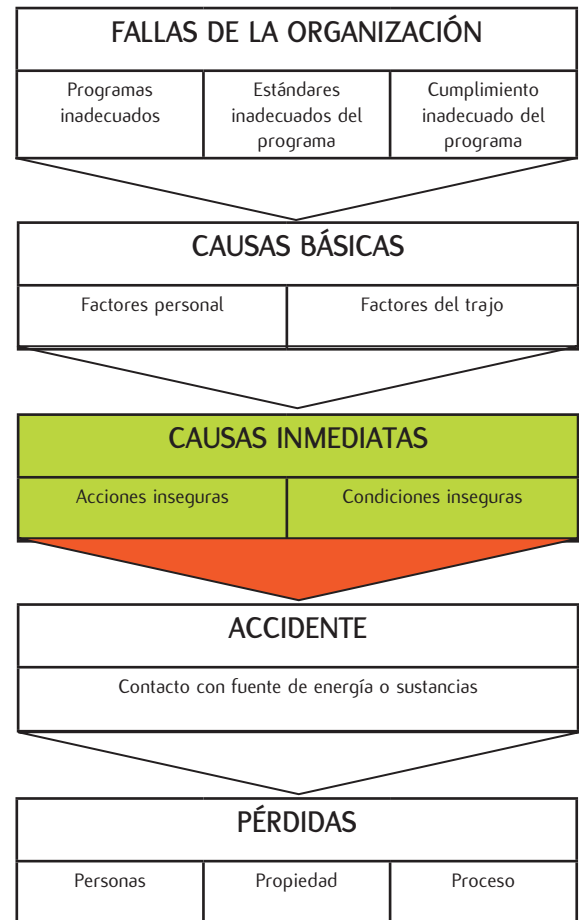 FALLAS DE LA ORGANIZACIÓN
Programas
inadecuados
Estándares
inadecuados del
programa
Cumplimiento
inadecuado del
programa
CAUSAS BÁSICAS
Factores personal
Factores del trajo
CAUSAS INMEDIATAS
Acciones inseguras
Condiciones inseguras
ACCIDENTE
Contacto con fuente de energía o sustancias
PÉRDIDAS
Personas
Propiedad
Proceso